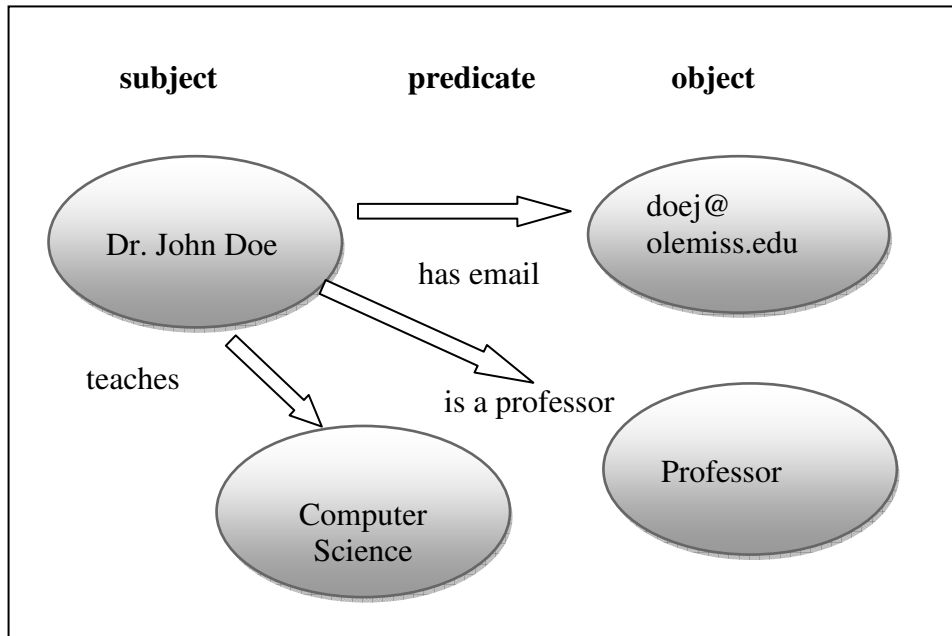 subject predicate object
Dr. John Doe
doej@
olemiss.edu
has email
teaches
is a professor
Computer
Science
Professor